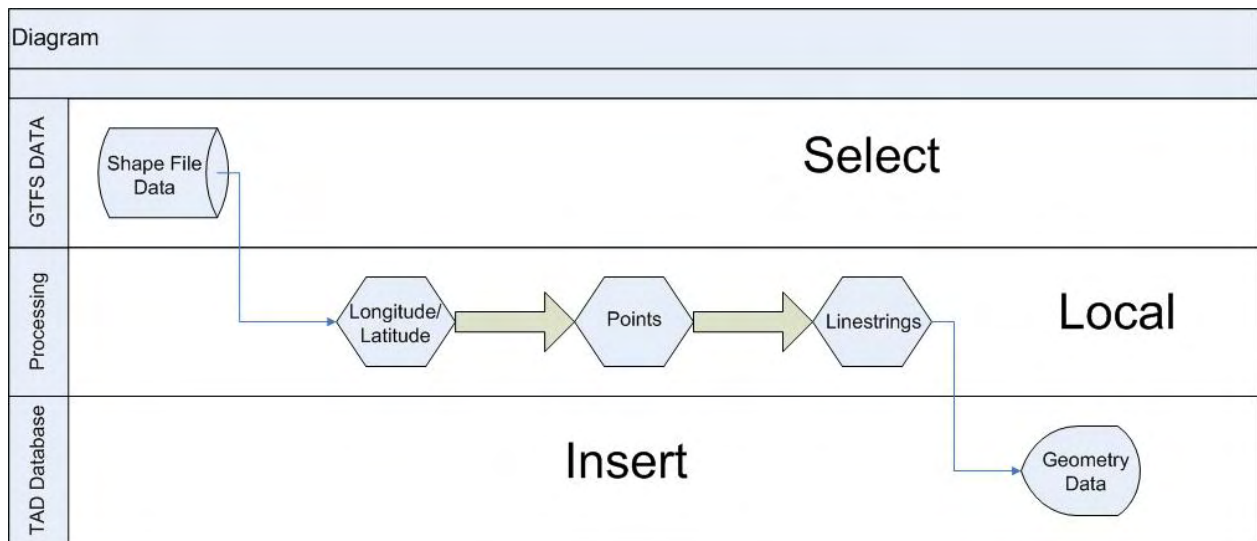 Diagram
GTFS DATA
Shape File
Data
Select
Processing
Longitude/
Latitude
Points
Linestrings
Local
TAD Database
Insert
Geometry
Data